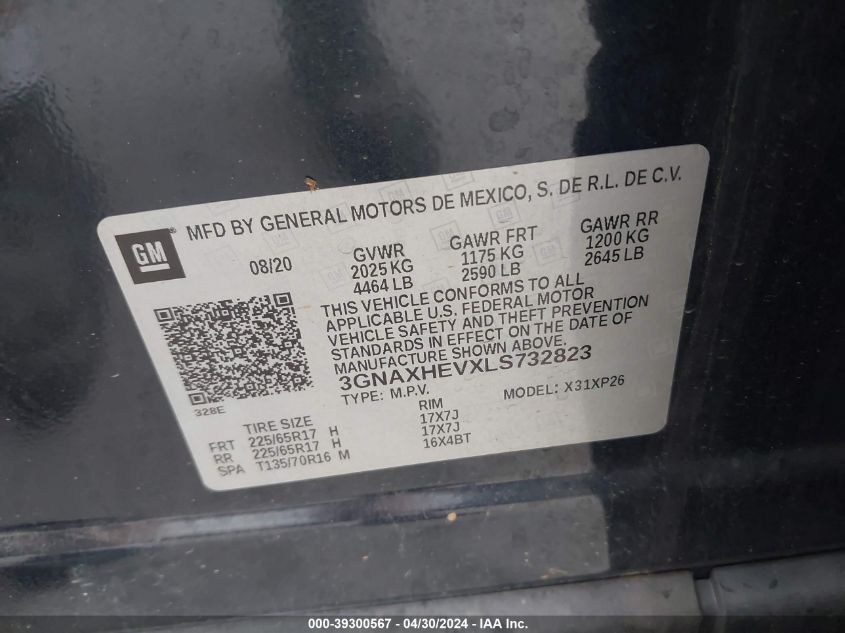 MFD BY GENERAL MOTORS DE MEXICO, S. DE R.L. DE C.V.
GM
08/20
GVWR
2025 KG
4464 LB
GAWR FRT
1175 KG
2590 LB
GAWR RR
1200 KG
2645 LB
THIS VEHICLE CONFORMS TO ALL
APPLICABLE U.S. FEDERAL MOTOR
VEHICLE SAFETY AND THEFT PREVENTION
STANDARDS IN EFFECT ON THE DATE OF
MANUFACTURE SHOWN ABOVE.
3GNAXHEVXLS732823
TYPE: M.P.V. MODEL: X31XP26
328E
TIRE SIZE RIM
FRT 225/65R17 H 17X7J
RR 225/65R17 H 17X7J
SPA T135/70R16 M 16X4BT
000-39300567 - 04/30/2024 - IAA, Inc.